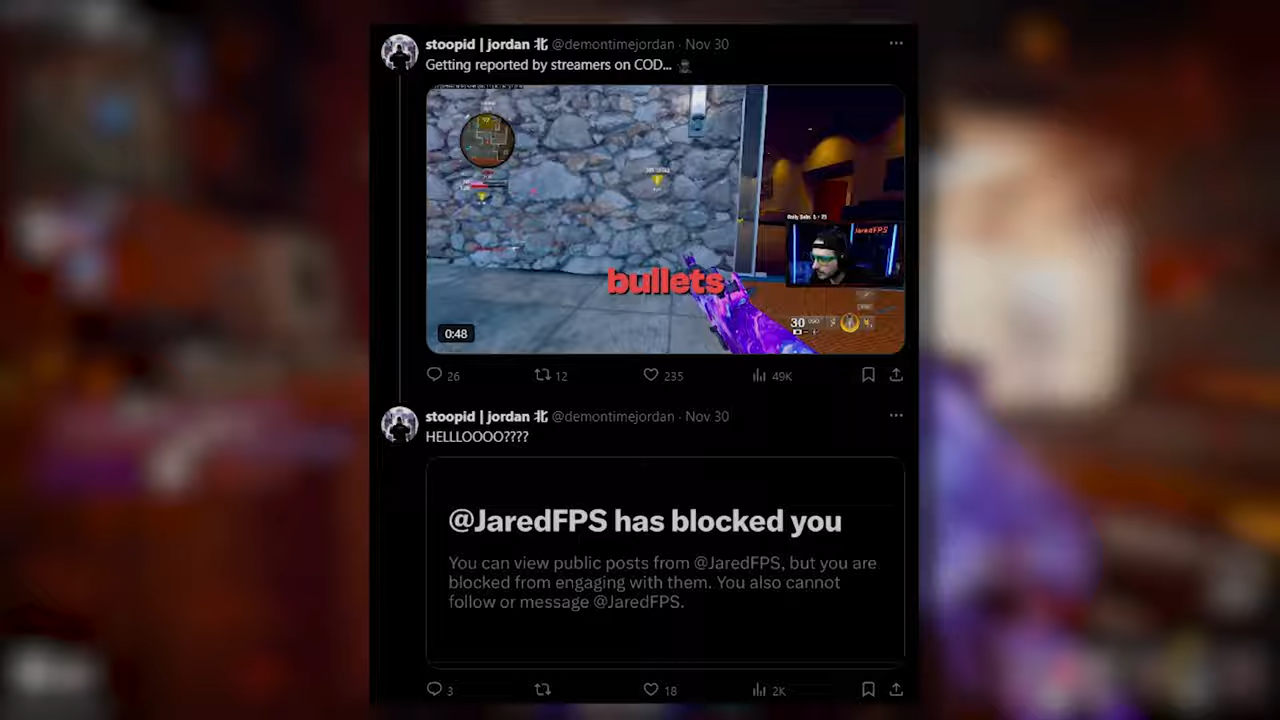 stoopid | jordan 北 @demontimejordan · Nov 30
Getting reported by streamers on COD...
JaredFPS
bullets
30
0:48
26 12 235 49K
stoopid | jordan 北 @demontimejordan · Nov 30
HELLLOOOO????
@JaredFPS has blocked you
You can view public posts from @JaredFPS, but you are
blocked from engaging with them. You also cannot
follow or message @JaredFPS.
3 18 2K